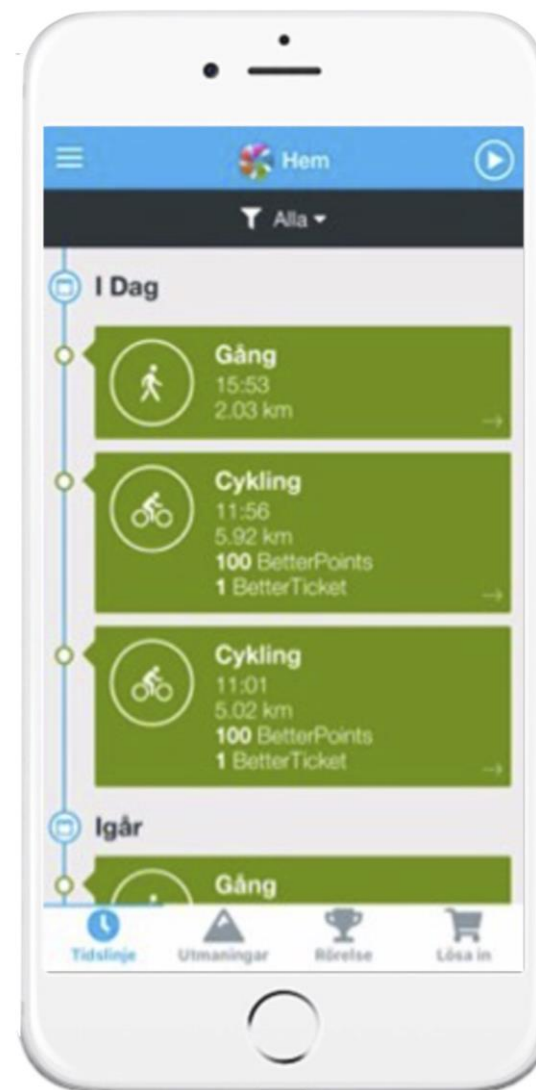 Hem
Alla
I Dag
Gång
15:53
2.03 km
Cykling
11:56
5.92 km
100 BetterPoints
1 BetterTicket
Cykling
11:01
5.02 km
100 BetterPoints
1 BetterTicket
Igår
Gång
Tidslinje Utmaningar Rörelse Lösa in